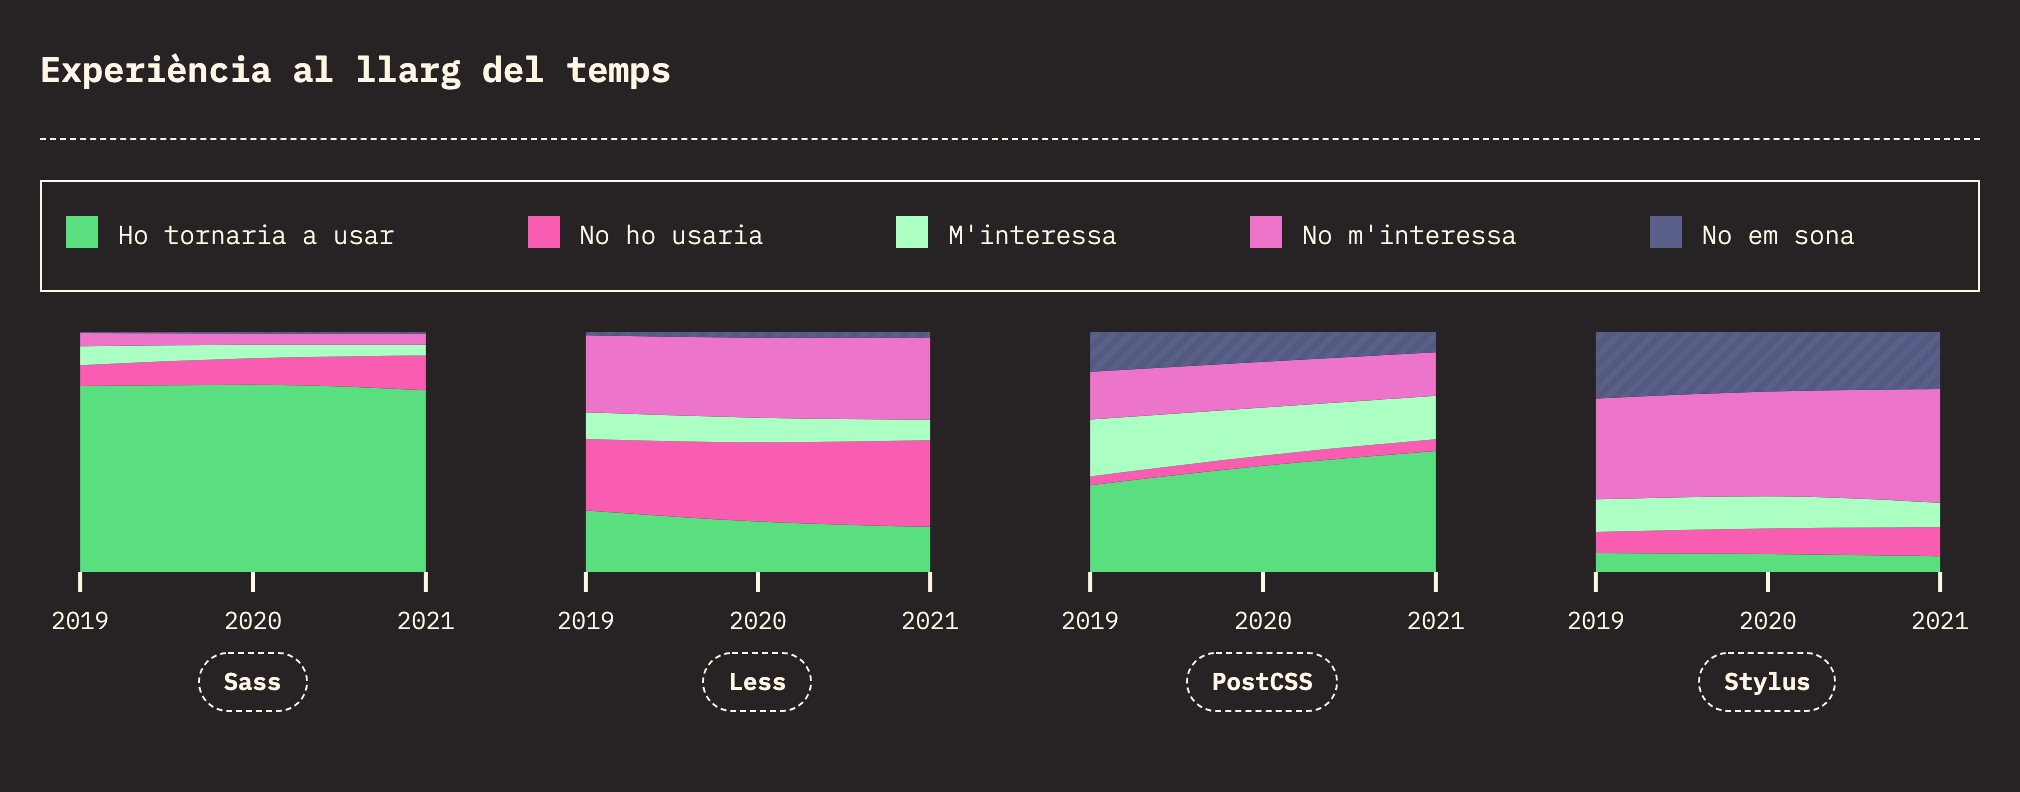 Experiència al llarg del temps
Ho tornaria a usar No ho usaria M'interessa No m'interessa No em sona
2019 2020 2021 2019 2020 2021 2019 2020 2021 2019 2020 2021
Sass Less PostCSS Stylus